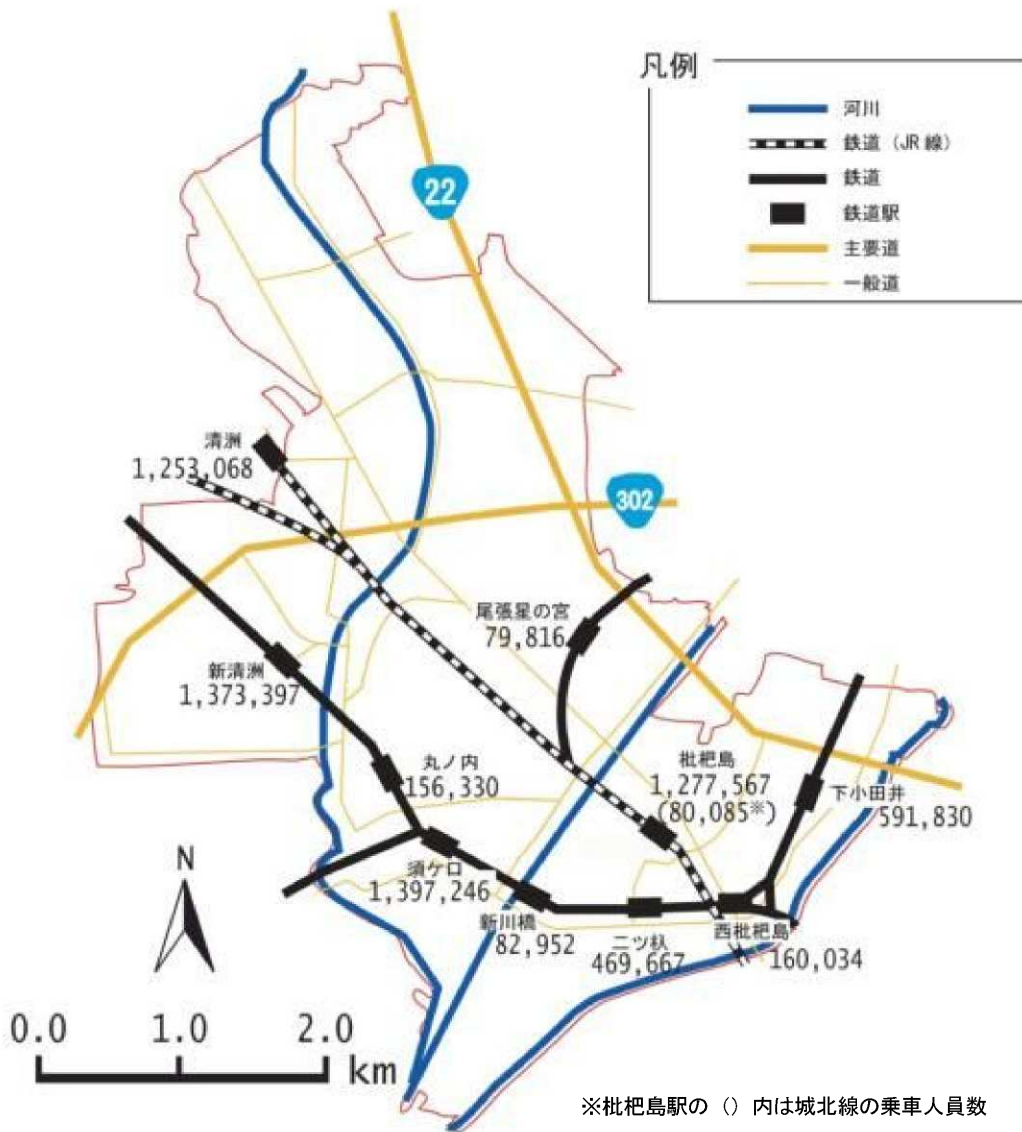 凡例
河川
鉄道（JR 線）
鉄道
鉄道駅
主要道
一般道
22
清洲
1,253,068
302
尾張星の宮
79,816
新清洲
1,373,397
丸ノ内
156,330
枇杷島
1,277,567
(80,085※)
下小田井
591,830
須ケ口
1,397,246
新川橋
82,952
二ツ杁
469,667
西枇杷島
160,034
N
0.0 1.0 2.0
km
※枇杷島駅の（）内は城北線の乗車人員数